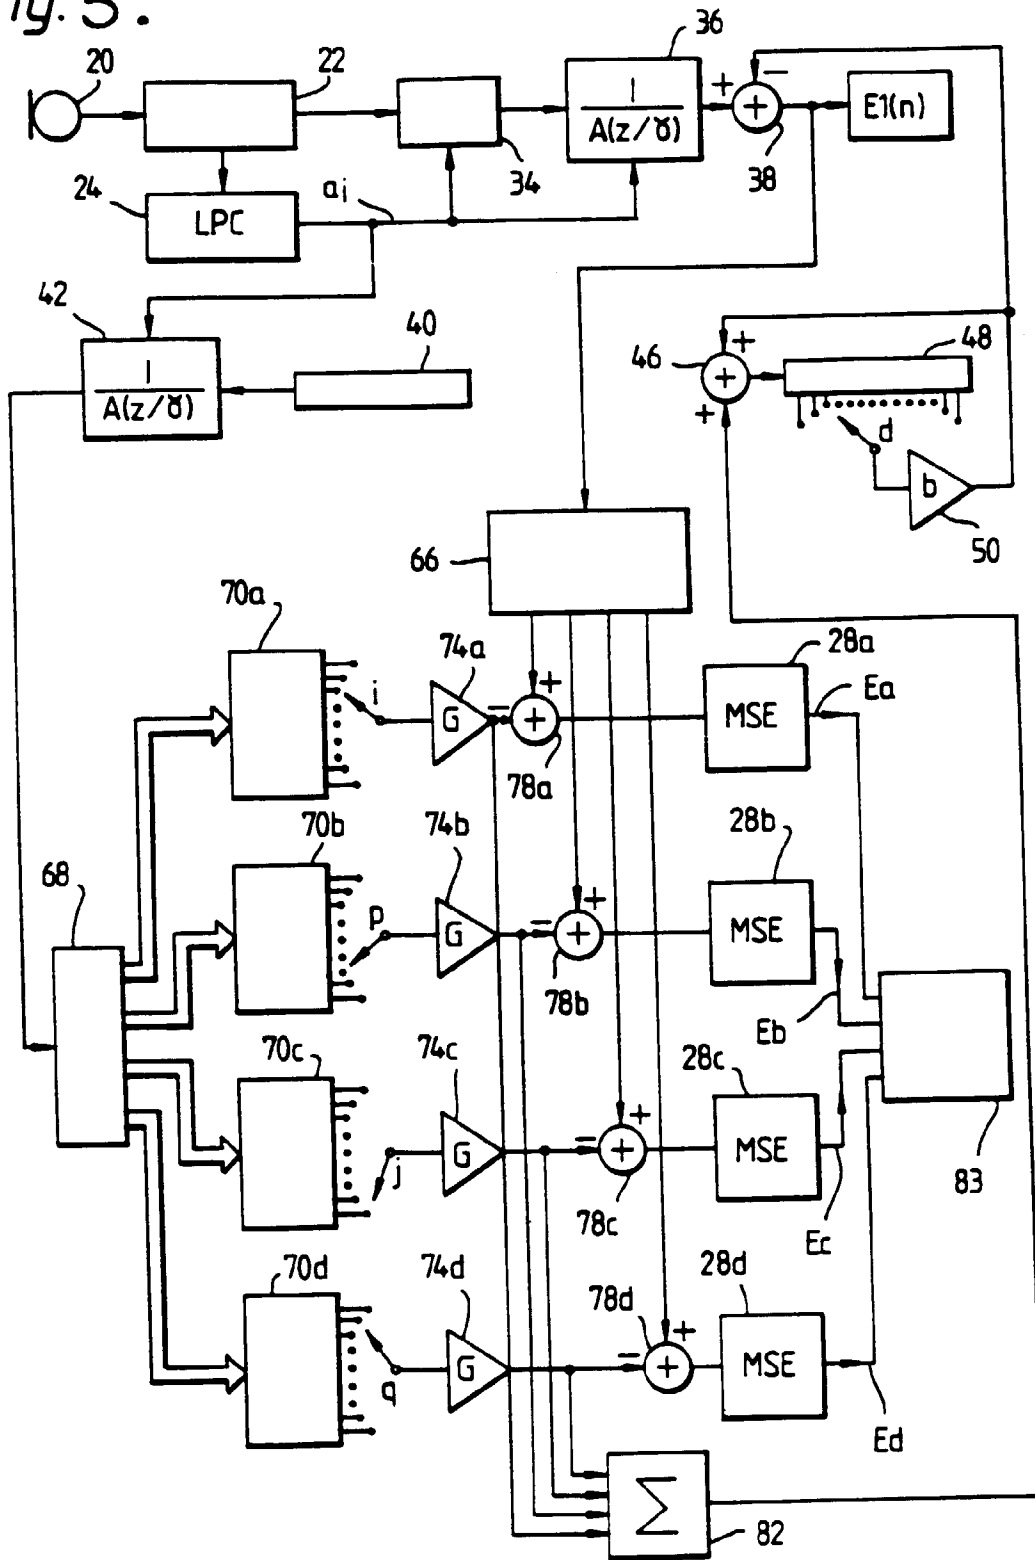 Fig. 5.
36
20
22
1
A(z/γ)
+
−
+
E1(n)
34
38
24
LPC
ai
42
40
1
A(z/γ)
46
+
+
+
48
d
b
50
66
70a
i
74a
G
−
+
+
78a
28a
MSE
Ea
70b
p
74b
G
−
+
+
78b
28b
MSE
Eb
68
70c
j
74c
G
−
+
+
78c
28c
MSE
Ec
83
70d
q
74d
G
−
+
+
78d
28d
MSE
Ed
Σ
82